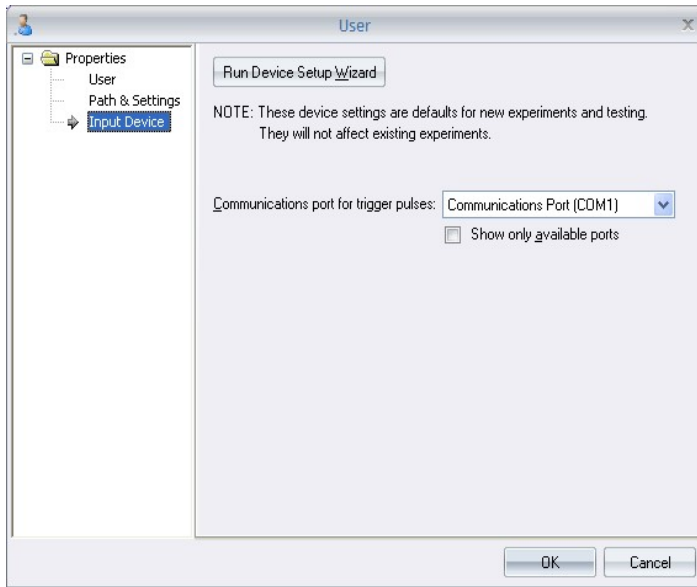 User
Properties
User
Path & Settings
Input Device
Run Device Setup Wizard
NOTE: These device settings are defaults for new experiments and testing.
They will not affect existing experiments.
Communications port for trigger pulses: Communications Port (COM1)
Show only available ports
OK Cancel